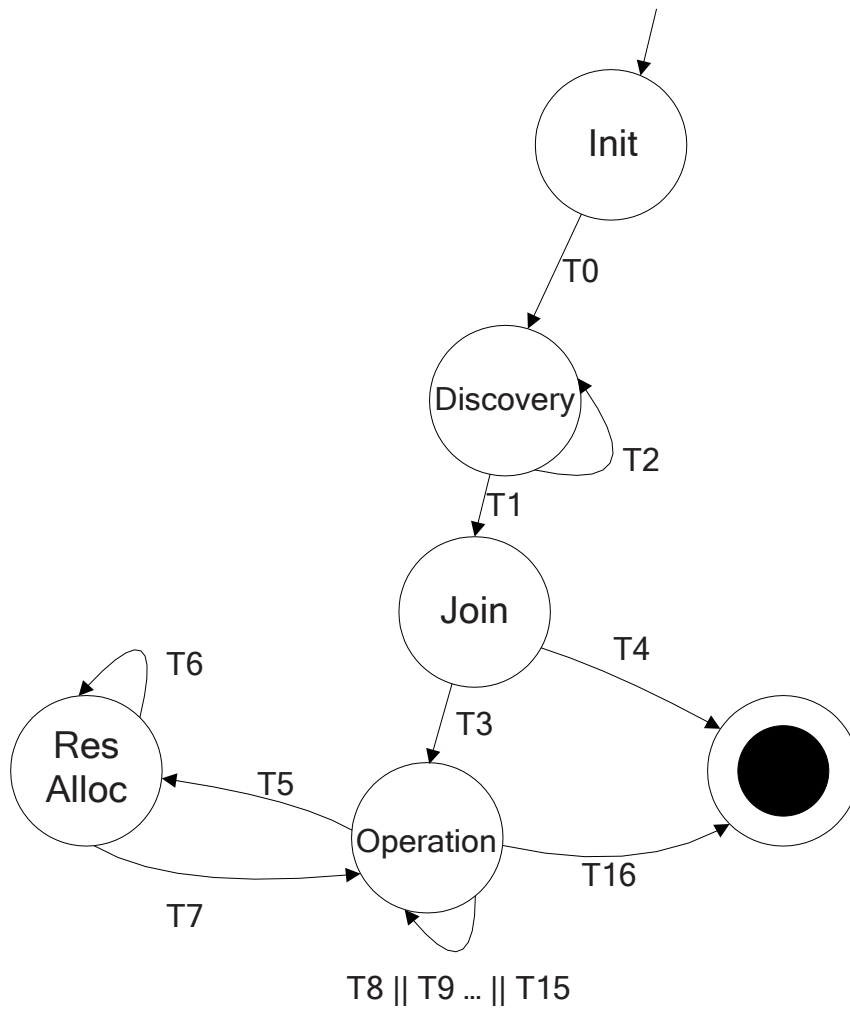 Init
T0
Discovery
T2
T1
Join
T4
T6
T3
Res
Alloc
T5
Operation
T16
T7
T8 || T9 ... || T15